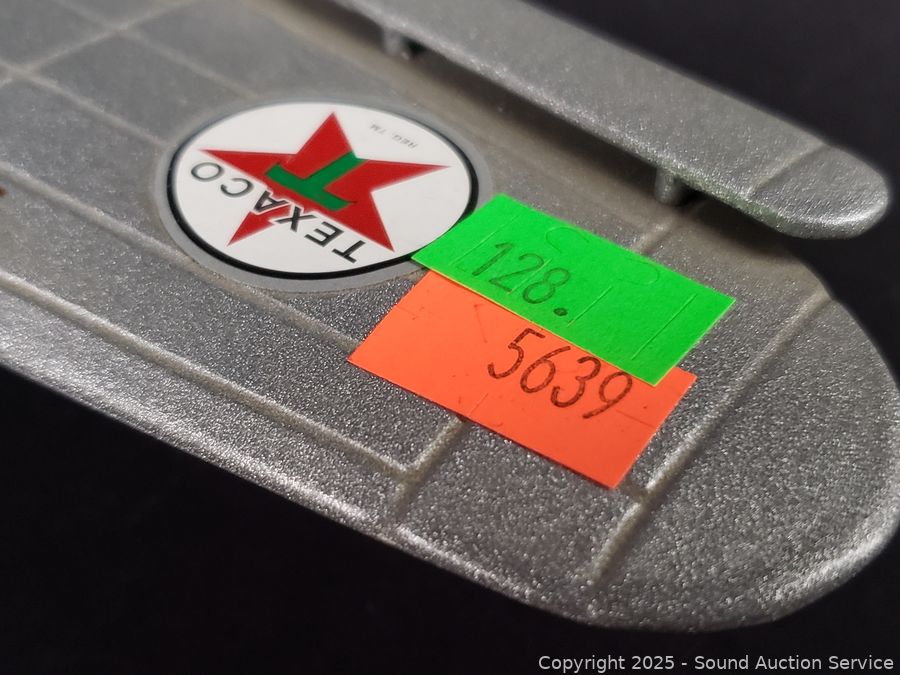 REG. TM
TEXACO
T
128.
5639
Copyright 2025 - Sound Auction Service